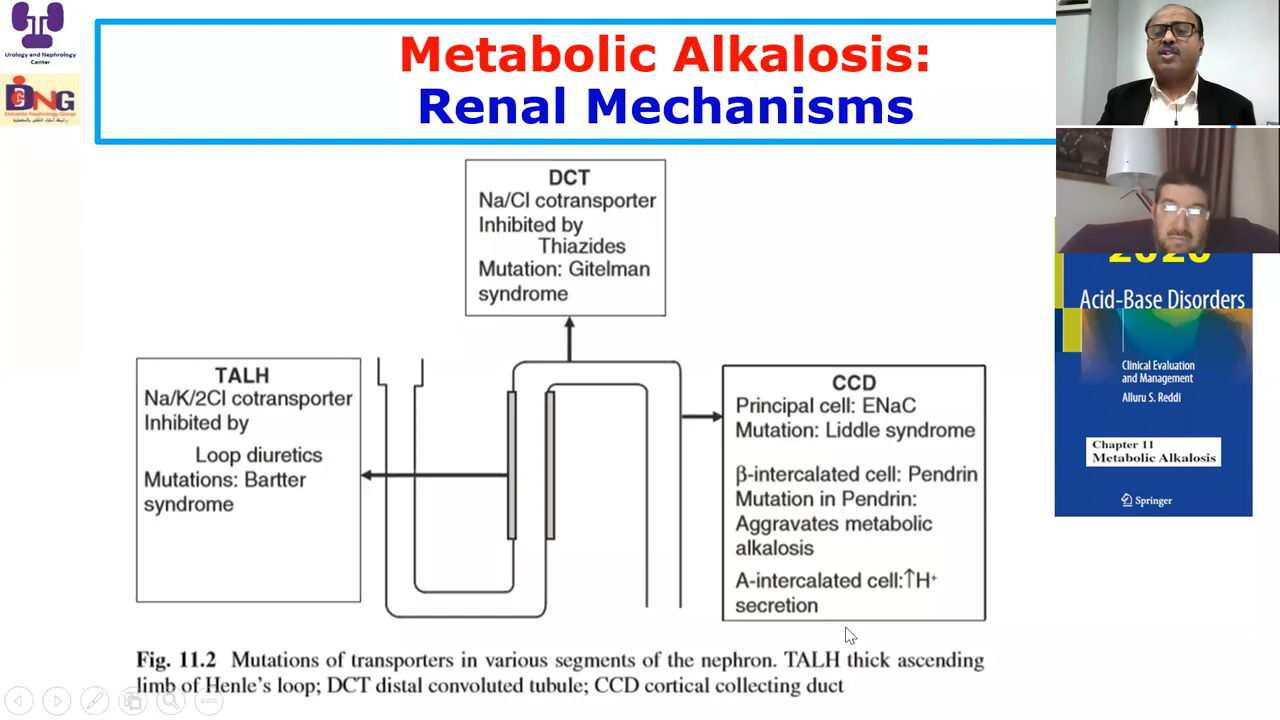 Urology and Nephrology
Center
DNG
Metabolic Alkalosis:
Renal Mechanisms
DCT
Na/Cl cotransporter
Inhibited by
Thiazides
Mutation: Gitelman
syndrome
TALH
Na/K/2Cl cotransporter
Inhibited by
Loop diuretics
Mutations: Bartter
syndrome
CCD
Principal cell: ENaC
Mutation: Liddle syndrome
β-intercalated cell: Pendrin
Mutation in Pendrin:
Aggravates metabolic
alkalosis
A-intercalated cell:↑H⁺
secretion
Fig. 11.2 Mutations of transporters in various segments of the nephron. TALH thick ascending
limb of Henle's loop; DCT distal convoluted tubule; CCD cortical collecting duct
2020
Acid-Base Disorders
Clinical Evaluation
and Management
Alluru S. Reddi
Chapter 11
Metabolic Alkalosis
Springer